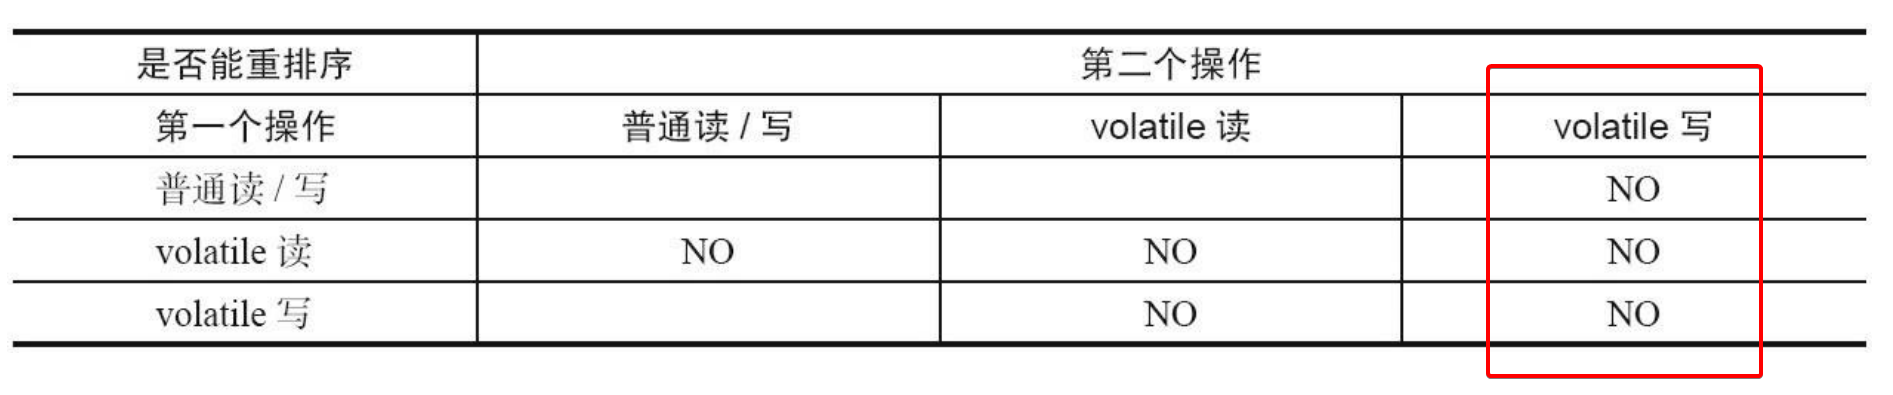 是否能重排序 第二个操作
第一个操作 普通读 / 写 volatile 读 volatile 写
普通读 / 写 NO
volatile 读 NO NO NO
volatile 写 NO NO